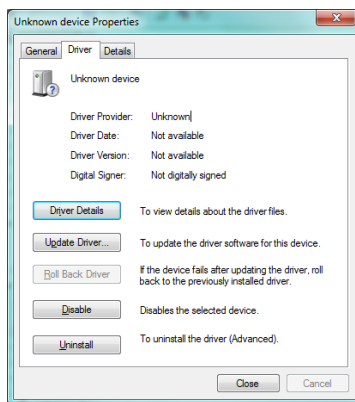 Unknown device Properties
General Driver Details
Unknown device
Driver Provider: Unknown
Driver Date: Not available
Driver Version: Not available
Digital Signer: Not digitally signed
Driver Details To view details about the driver files.
Update Driver... To update the driver software for this device.
Roll Back Driver If the device fails after updating the driver, roll
back to the previously installed driver.
Disable Disables the selected device.
Uninstall To uninstall the driver (Advanced).
Close Cancel